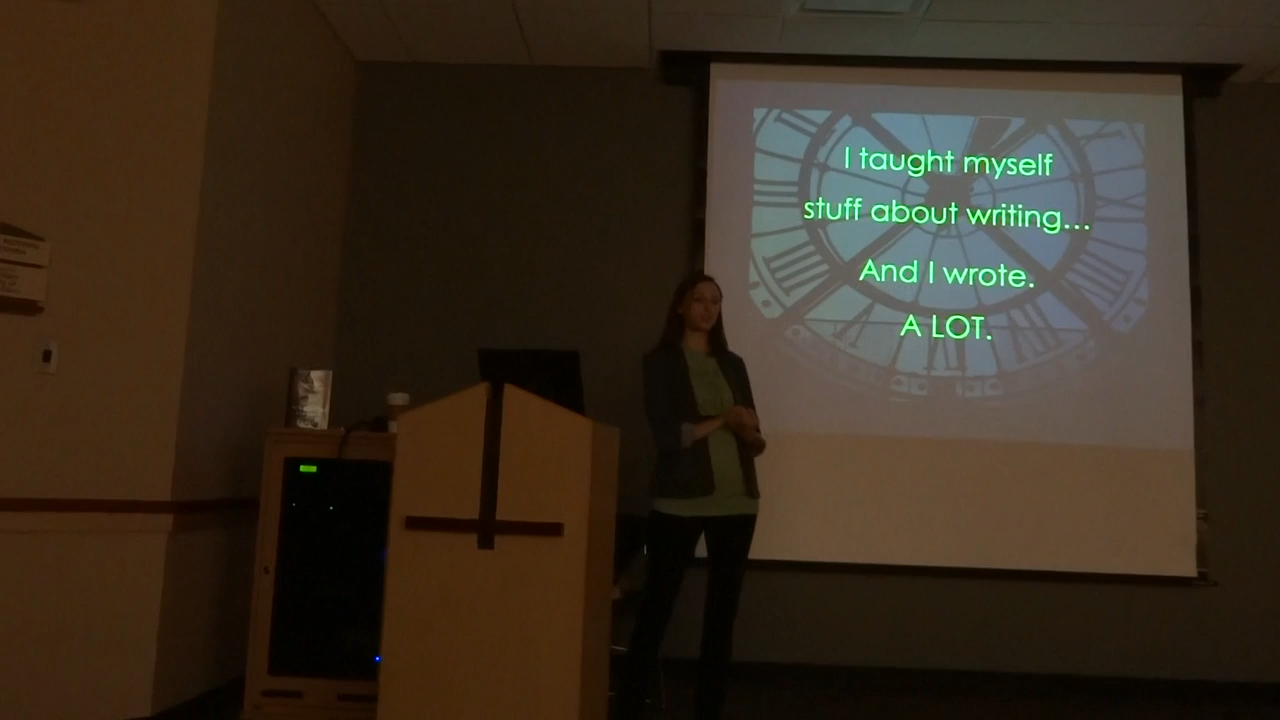 I taught myself
stuff about writing...
And I wrote.
A LOT.